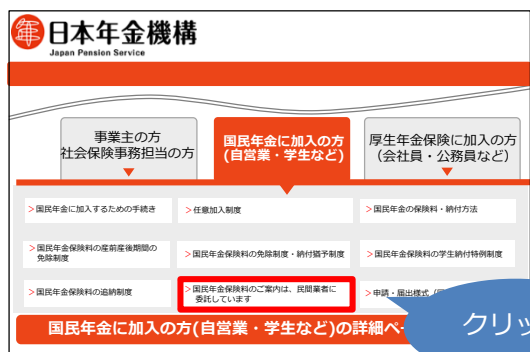 年 日本年金機構
Japan Pension Service
事業主の方
社会保険事務担当の方
国民年金に加入の方
(自営業・学生など)
厚生年金保険に加入の方
(会社員・公務員など)
>国民年金に加入するための手続き
>任意加入制度
>国民年金の保険料・納付方法
>国民年金保険料の産前産後期間の
免除制度
>国民年金保険料の免除制度・納付猶予制度
>国民年金保険料の学生納付特例制度
>国民年金保険料の追納制度
>国民年金保険料のご案内は、民間業者に
委託しています
>申請・届出様式
国民年金に加入の方(自営業・学生など)の詳細ペー
クリッ